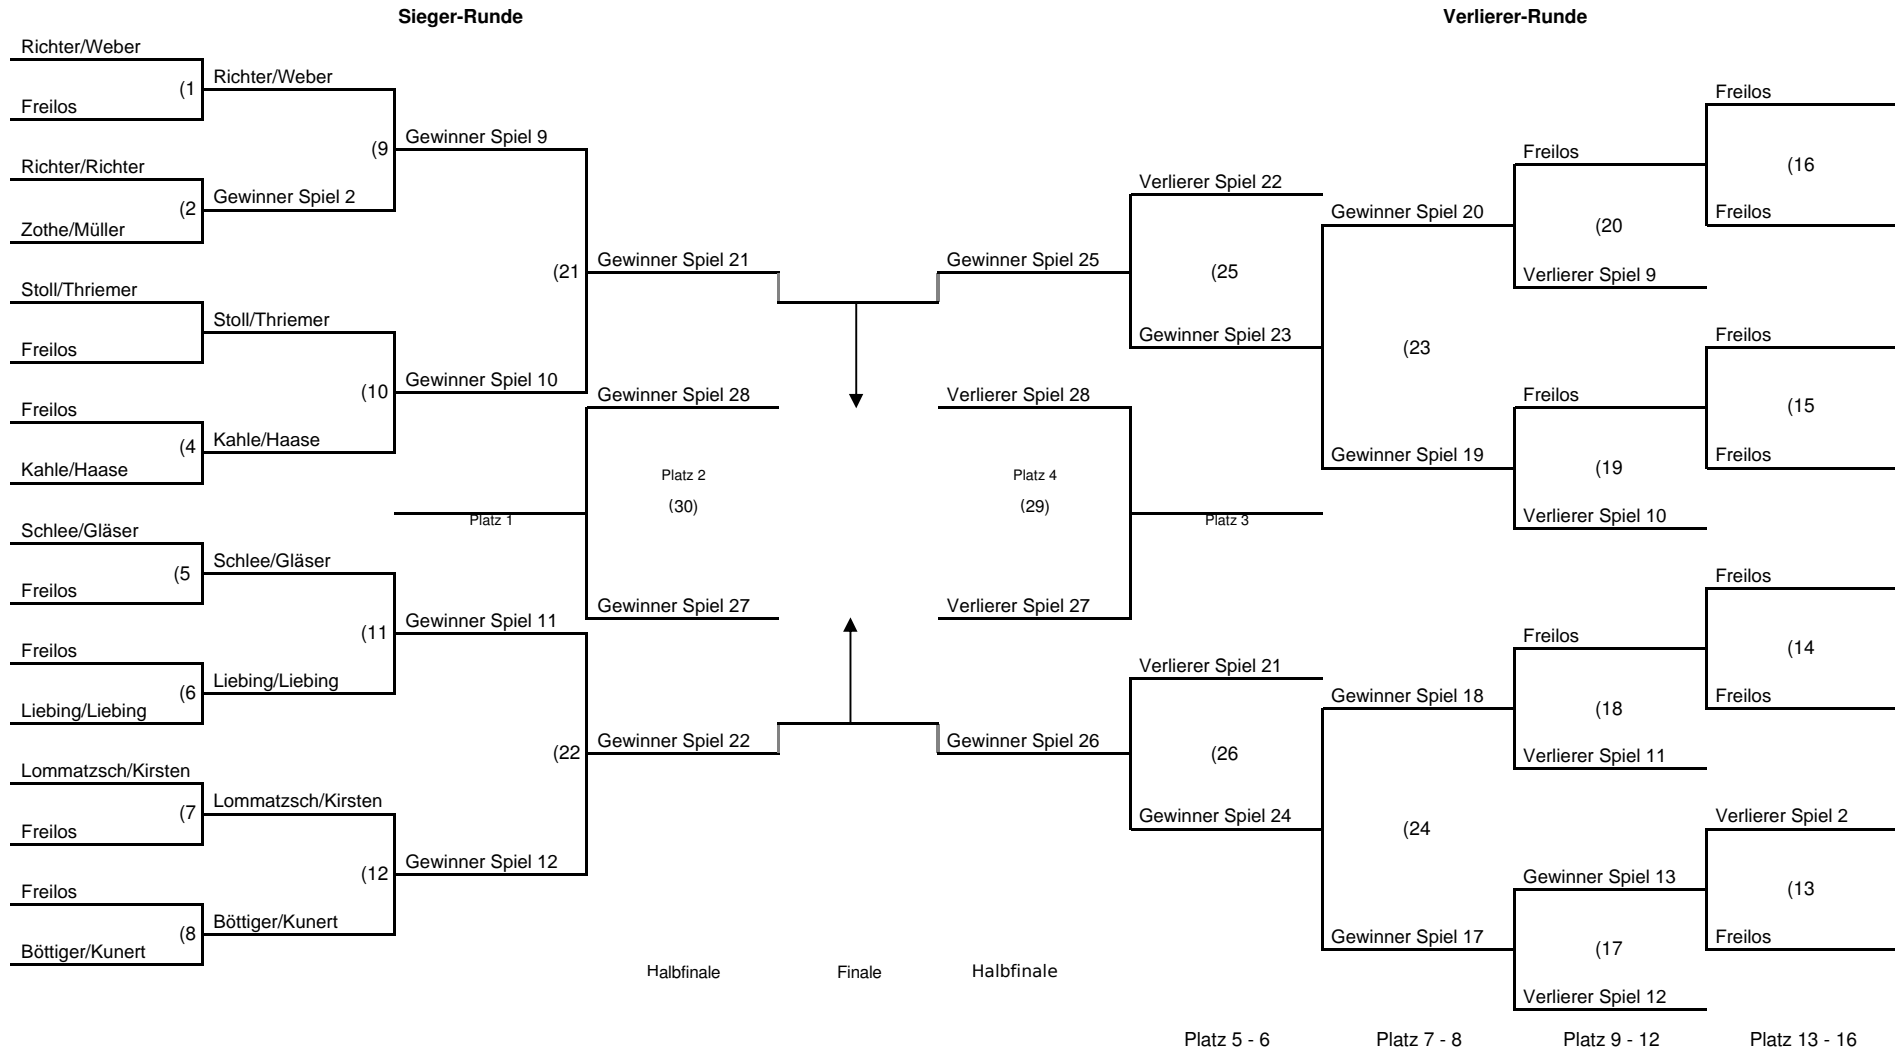 Sieger-Runde
Verlierer-Runde
Richter/Weber
(1
Freilos
Richter/Richter
(2
Zothe/Müller
Stoll/Thriemer
Freilos
Freilos
(4
Kahle/Haase
Schlee/Gläser
(5
Freilos
Freilos
(6
Liebing/Liebing
Lommatzsch/Kirsten
(7
Freilos
Freilos
(8
Böttiger/Kunert
Richter/Weber
(9
Gewinner Spiel 2
Stoll/Thriemer
(10
Kahle/Haase
Schlee/Gläser
(11
Liebing/Liebing
Lommatzsch/Kirsten
(12
Böttiger/Kunert
Gewinner Spiel 9
(21
Gewinner Spiel 10
Platz 1
Gewinner Spiel 11
(22
Gewinner Spiel 12
Gewinner Spiel 21
Gewinner Spiel 28
Platz 2
(30)
Gewinner Spiel 27
Gewinner Spiel 22
Halbfinale
Finale
Halbfinale
Gewinner Spiel 25
Verlierer Spiel 28
Platz 4
(29)
Verlierer Spiel 27
Gewinner Spiel 26
Verlierer Spiel 22
(25
Gewinner Spiel 23
Platz 3
Verlierer Spiel 21
(26
Gewinner Spiel 24
Gewinner Spiel 20
(23
Gewinner Spiel 19
Gewinner Spiel 18
(24
Gewinner Spiel 17
Freilos
(20
Verlierer Spiel 9
Freilos
(19
Verlierer Spiel 10
Freilos
(18
Verlierer Spiel 11
Gewinner Spiel 13
(17
Verlierer Spiel 12
Freilos
(16
Freilos
Freilos
(15
Freilos
Freilos
(14
Freilos
Verlierer Spiel 2
(13
Freilos
Platz 5 - 6
Platz 7 - 8
Platz 9 - 12
Platz 13 - 16